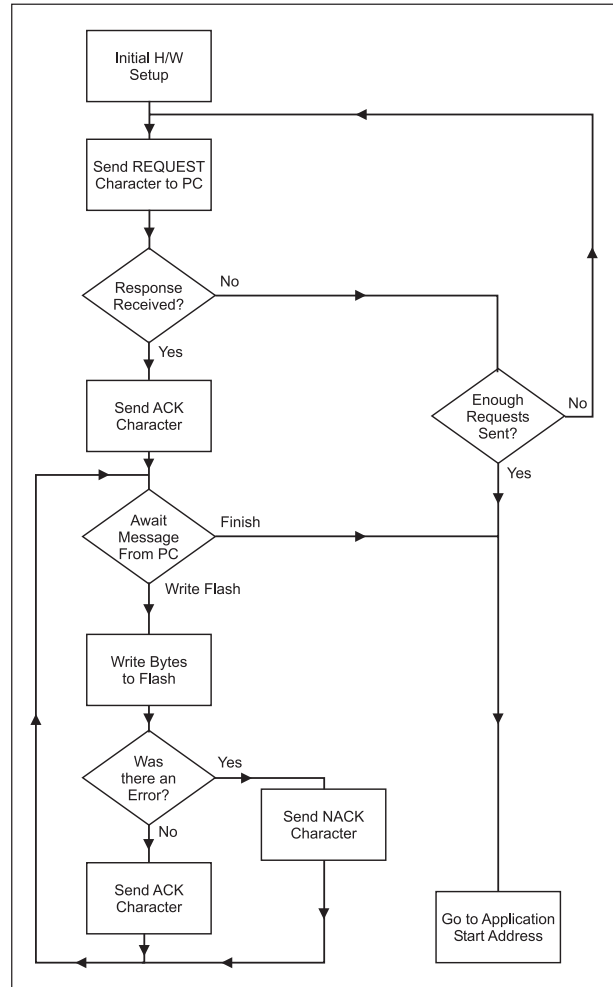 Initial H/W
Setup
Send REQUEST
Character to PC
Response
Received?
No
Yes
Enough
Requests
Sent?
No
Yes
Send ACK
Character
Await
Message
From PC
Finish
Write Flash
Write Bytes
to Flash
Was
there an
Error?
Yes
No
Send NACK
Character
Send ACK
Character
Go to Application
Start Address